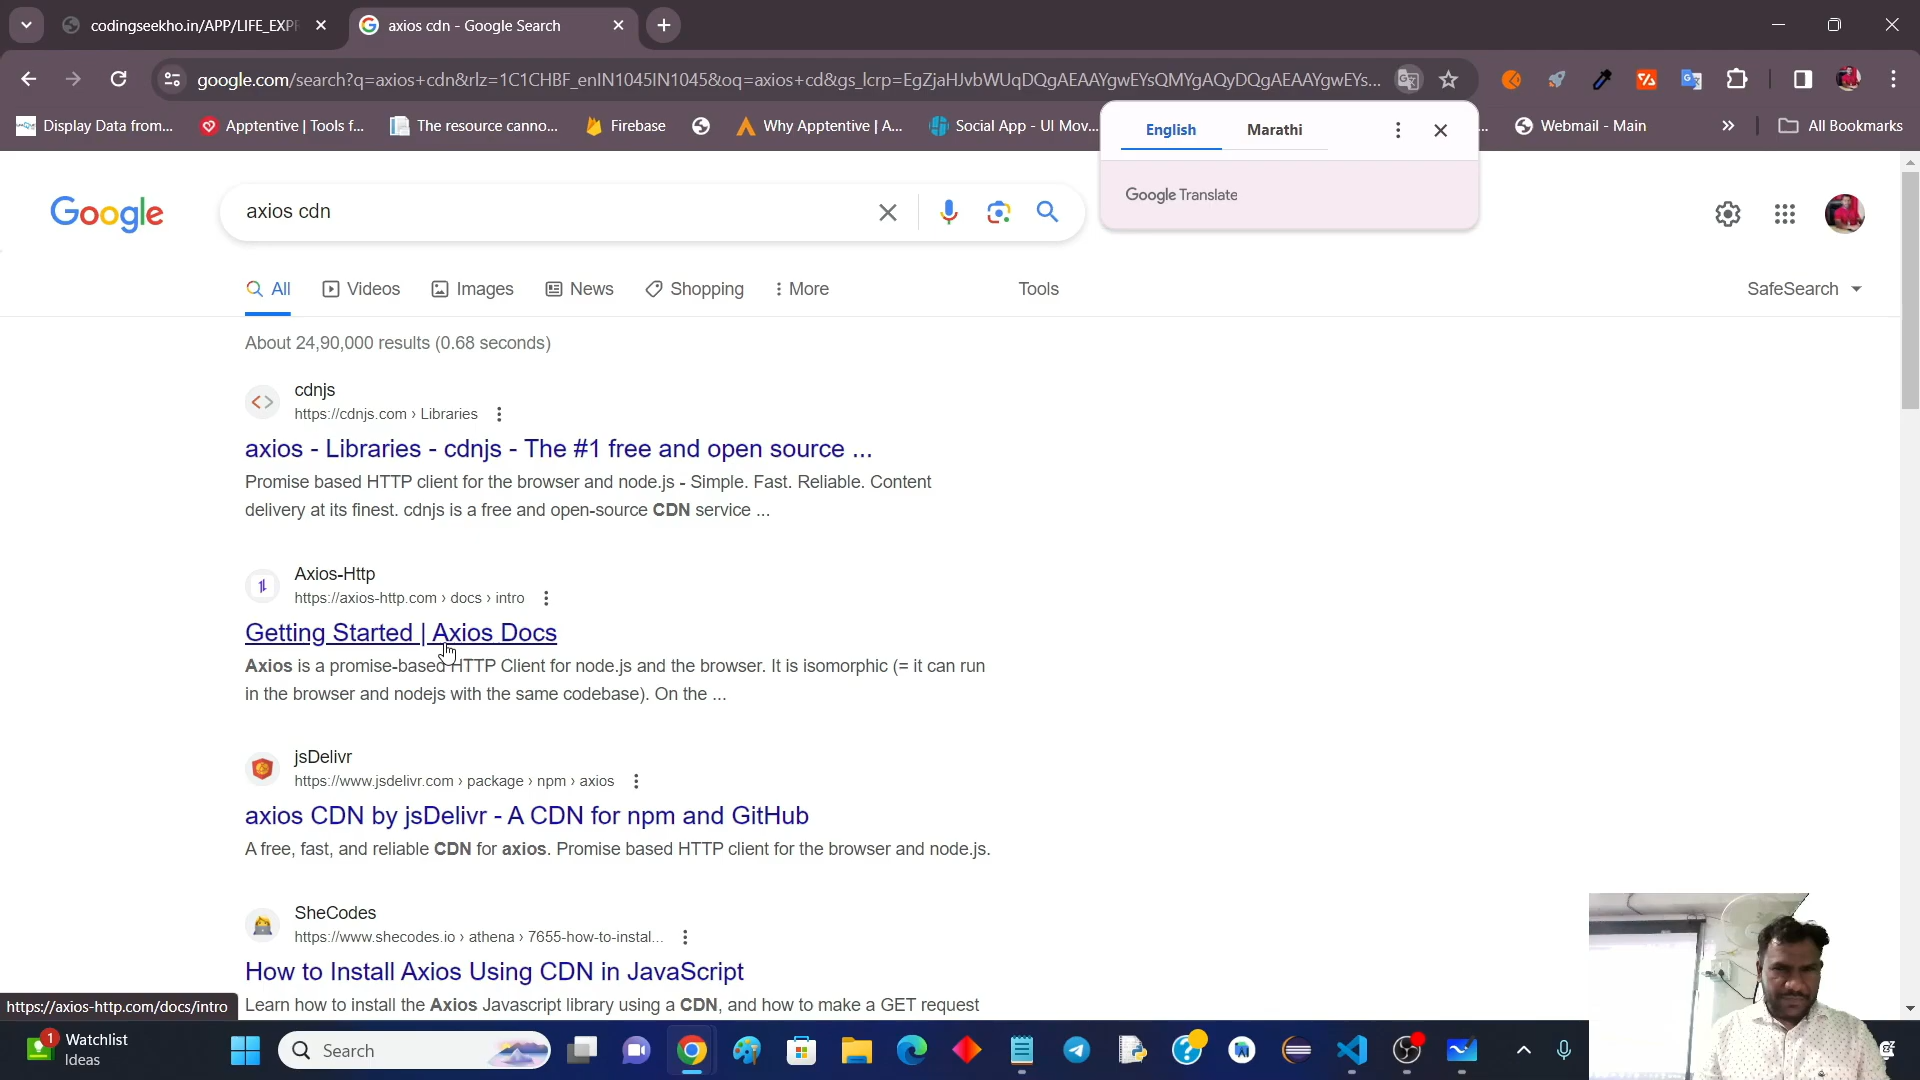 codingseekho.in/APP/LIFE_EXP
axios cdn - Google Search
google.com/search?q=axios+cdn&rlz=1C1CHBF_enIN1045IN1045&oq=axios+cd&gs_lcrp=EgZjaHJvbWUqDQgAEAAYgwEYsQMYgAQyDQgAEAAYgwEYs...
Display Data from...
Apptentive | Tools f...
The resource canno...
Firebase
Why Apptentive | A...
Social App - UI Mov...
Webmail - Main
All Bookmarks
English
Marathi
Google Translate
Google
axios cdn
All
Videos
Images
News
Shopping
More
Tools
SafeSearch
About 24,90,000 results (0.68 seconds)
cdnjs
https://cdnjs.com › Libraries
axios - Libraries - cdnjs - The #1 free and open source ...
Promise based HTTP client for the browser and node.js - Simple. Fast. Reliable. Content
delivery at its finest. cdnjs is a free and open-source CDN service ...
Axios-Http
https://axios-http.com › docs › intro
Getting Started | Axios Docs
Axios is a promise-based HTTP Client for node.js and the browser. It is isomorphic (= it can run
in the browser and nodejs with the same codebase). On the ...
jsDelivr
https://www.jsdelivr.com › package › npm › axios
axios CDN by jsDelivr - A CDN for npm and GitHub
A free, fast, and reliable CDN for axios. Promise based HTTP client for the browser and node.js.
SheCodes
https://www.shecodes.io › athena › 7655-how-to-instal...
How to Install Axios Using CDN in JavaScript
Learn how to install the Axios Javascript library using a CDN, and how to make a GET request
https://axios-http.com/docs/intro
1
Watchlist
Ideas
Search